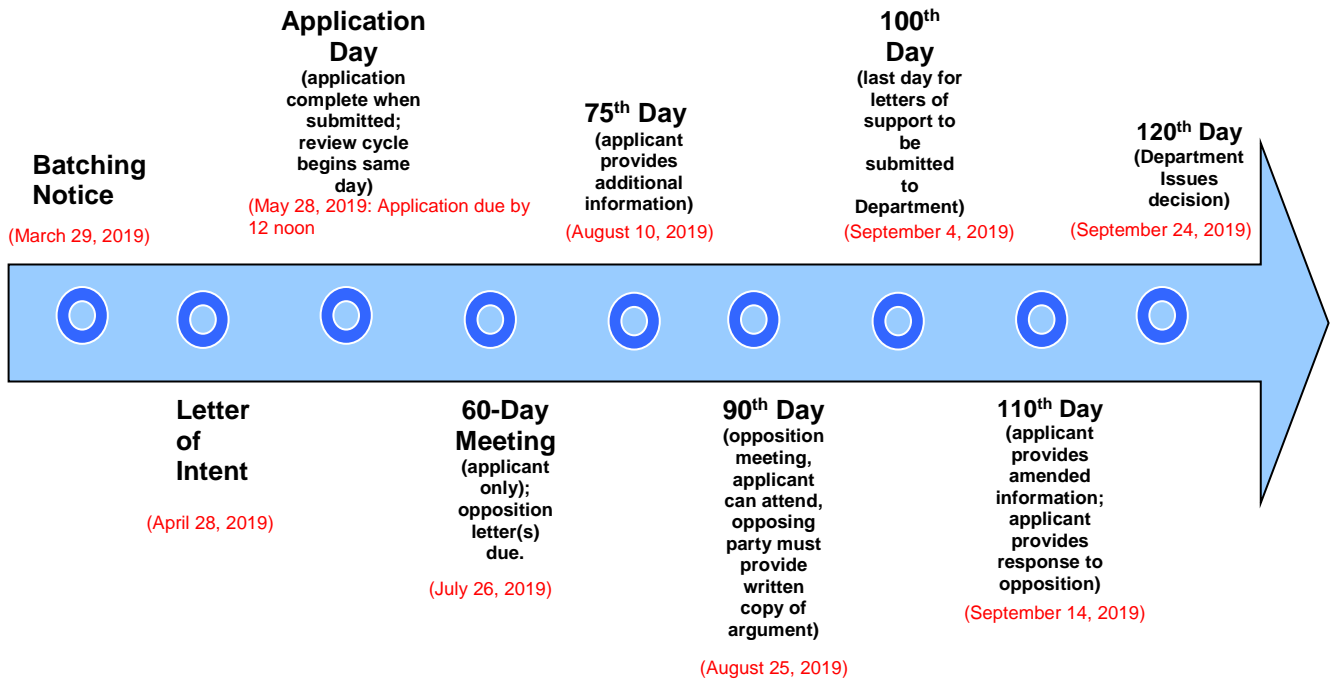 Batching
Notice
(March 29, 2019)
Letter
of
Intent
(April 28, 2019)
Application
Day
(application
complete when
submitted;
review cycle
begins same
day)
(May 28, 2019: Application due by
12 noon
60-Day
Meeting
(applicant
only);
opposition
letter(s)
due.
(July 26, 2019)
75th Day
(applicant
provides
additional
information)
(August 10, 2019)
90th Day
(opposition
meeting,
applicant
can attend,
opposing
party must
provide
written
copy of
argument)
(August 25, 2019)
100th
Day
(last day for
letters of
support to
be
submitted
to
Department)
(September 4, 2019)
110th Day
(applicant
provides
amended
information;
applicant
provides
response to
opposition)
(September 14, 2019)
120th Day
(Department
Issues
decision)
(September 24, 2019)